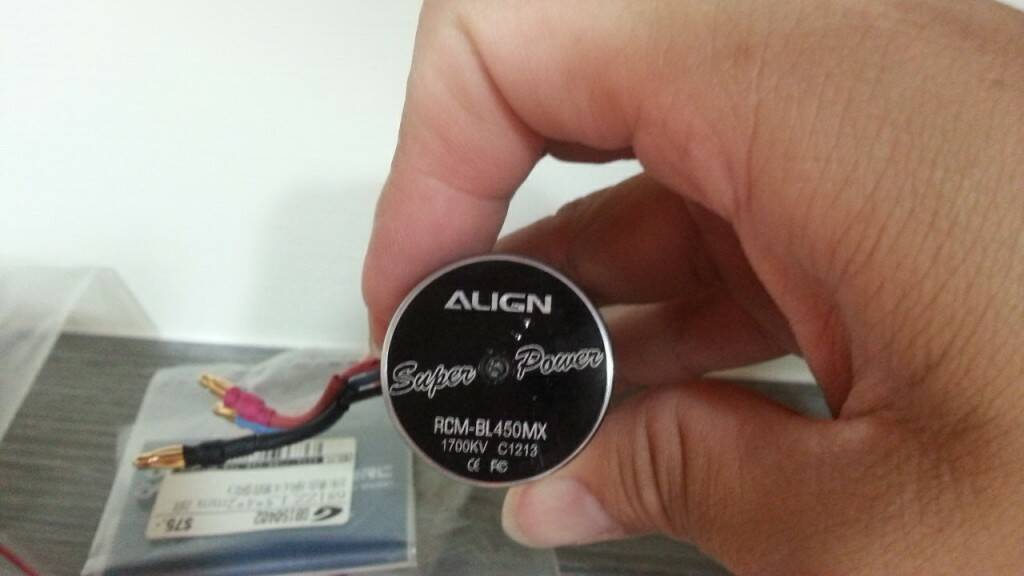 ALIGN
Super Power
RCM-BL450MX
1700KV C1213
CE FC
$75